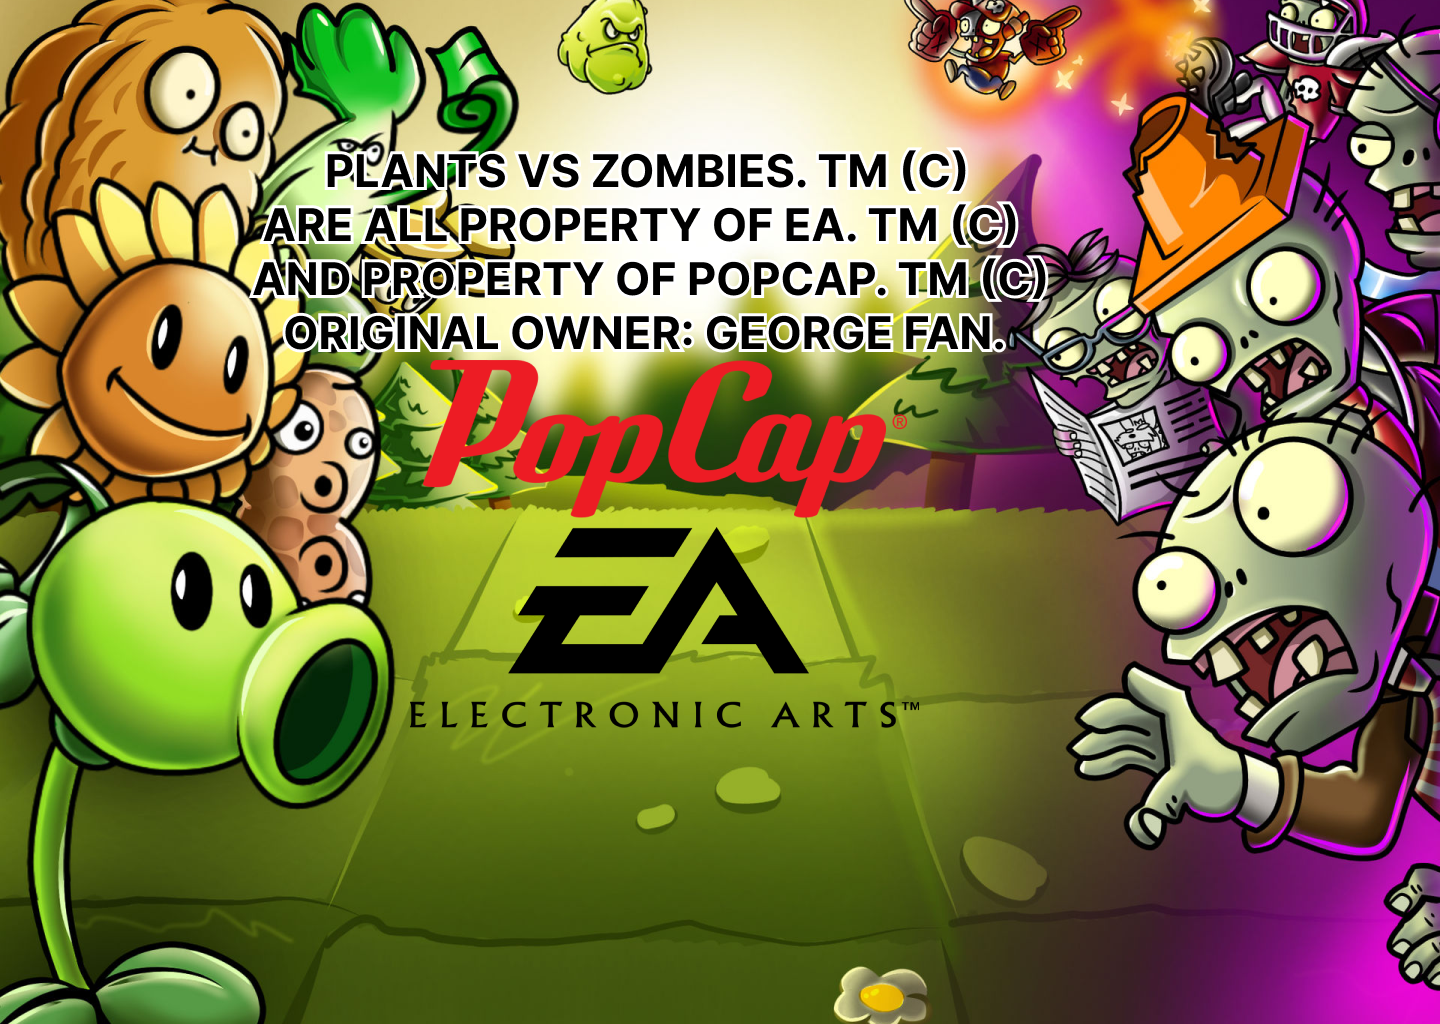 PLANTS VS ZOMBIES. TM (C)
ARE ALL PROPERTY OF EA. TM (C)
AND PROPERTY OF POPCAP. TM (C)
ORIGINAL OWNER: GEORGE FAN.
PopCap®
EA
ELECTRONIC ARTS™